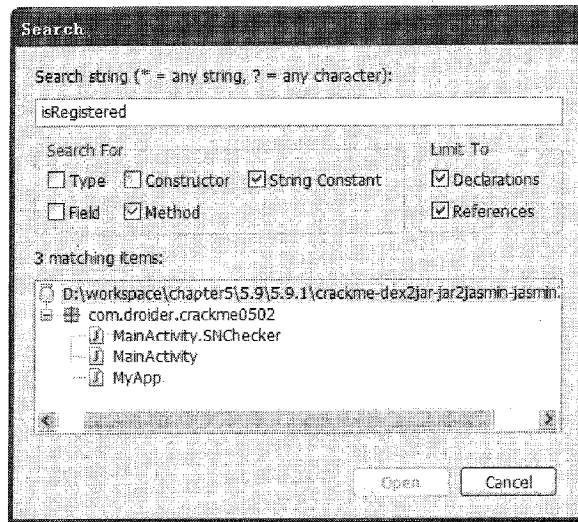 Search
Search string (* = any string, ? = any character):
isRegistered
Search For
Limit To
Type Constructor String Constant
Declarations
Field Method
References
3 matching items:
D:\workspace\chapter5\5.9\5.9.1\crackme-dex2jar-jar2jasmin-jasmin.
com.droider.crackme0502
MainActivity.SNChecker
MainActivity
MyApp
Open
Cancel